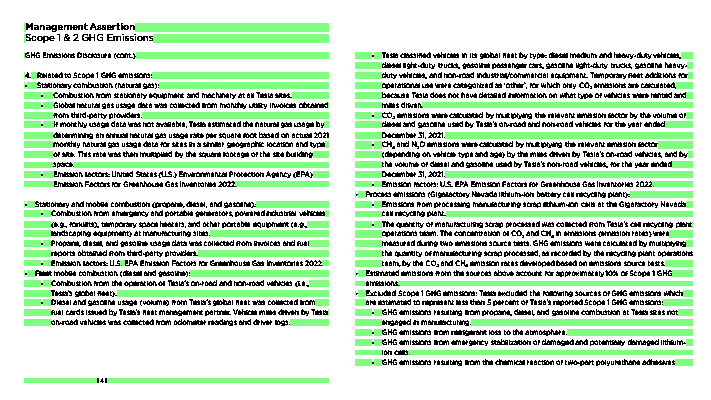 Management Assertion
Scope 1 & 2 GHG Emissions
GHG Emissions Disclosure (cont.)
4. Related to Scope 1 GHG emissions:
• Stationary combustion (natural gas):
• Combustion from stationary equipment and machinery at all Tesla sites.
• Global natural gas usage data was collected from monthly utility invoices obtained
from third-party providers.
• If monthly usage data was not available, Tesla estimated the natural gas usage by
determining an annual natural gas usage rate per square foot based on actual 2021
monthly natural gas usage data for sites in a similar geographic location and type
of site. This rate was then multiplied by the square footage of the site building
space.
• Emission factors: United States (U.S.) Environmental Protection Agency (EPA)
Emission Factors for Greenhouse Gas Inventories 2022.
• Stationary and mobile combustion (propane, diesel, and gasoline):
• Combustion from emergency and portable generators, powered industrial vehicles
(e.g., forklifts), temporary space heaters, and other portable equipment (e.g.,
landscaping equipment) at manufacturing sites.
• Propane, diesel, and gasoline usage data was collected from invoices and fuel
reports obtained from third-party providers.
• Emission factors: U.S. EPA Emission Factors for Greenhouse Gas Inventories 2022.
• Fleet mobile combustion (diesel and gasoline):
• Combustion from the operation of Tesla's on-road and non-road vehicles (i.e.,
Tesla's global fleet).
• Diesel and gasoline usage (volume) from Tesla's global fleet was collected from
fuel cards issued by Tesla's fleet management partner. Vehicle miles driven by Tesla
on-road vehicles was collected from odometer readings and driver logs.
141
• Tesla classified vehicles in its global fleet by type: diesel medium and heavy-duty vehicles,
diesel light-duty trucks, gasoline passenger cars, gasoline light-duty trucks, gasoline heavy-
duty vehicles, and non-road industrial/commercial equipment. Temporary fleet additions for
operational use were categorized as 'other', for which only CO₂ emissions are calculated,
because Tesla does not have detailed information on what type of vehicles were rented and
miles driven.
• CO₂ emissions were calculated by multiplying the relevant emission factor by the volume of
diesel and gasoline used by Tesla's on-road and non-road vehicles for the year ended
December 31, 2021.
• CH₄ and N₂O emissions were calculated by multiplying the relevant emission factor
(depending on vehicle type and age) by the miles driven by Tesla's on-road vehicles, and by
the volume of diesel and gasoline used by Tesla's non-road vehicles, for the year ended
December 31, 2021.
• Emission factors: U.S. EPA Emission Factors for Greenhouse Gas Inventories 2022.
• Process emissions (Gigafactory Nevada lithium-ion battery cell recycling plant):
• Emissions from processing manufacturing scrap lithium-ion cells at the Gigafactory Nevada
cell recycling plant.
• The quantity of manufacturing scrap processed was collected from Tesla's cell recycling plant
operations team. The concentration of CO₂ and CH₄ in emissions (emission rates) were
measured during two emissions source tests. GHG emissions were calculated by multiplying
the quantity of manufacturing scrap processed, as recorded by the recycling plant operations
team, by the CO₂ and CH₄ emission rates developed based on emissions source tests.
• Estimated emissions from the sources above account for approximately 10% of Scope 1 GHG
emissions.
• Excluded Scope 1 GHG emissions: Tesla excluded the following sources of GHG emissions which
are estimated to represent less than 5 percent of Tesla's reported Scope 1 GHG emissions:
• GHG emissions resulting from propane, diesel, and gasoline combustion at Tesla sites not
engaged in manufacturing.
• GHG emissions from refrigerant loss to the atmosphere.
• GHG emissions from emergency stabilization of damaged and potentially damaged lithium-
ion cells.
• GHG emissions resulting from the chemical reaction of two-part polyurethane adhesives